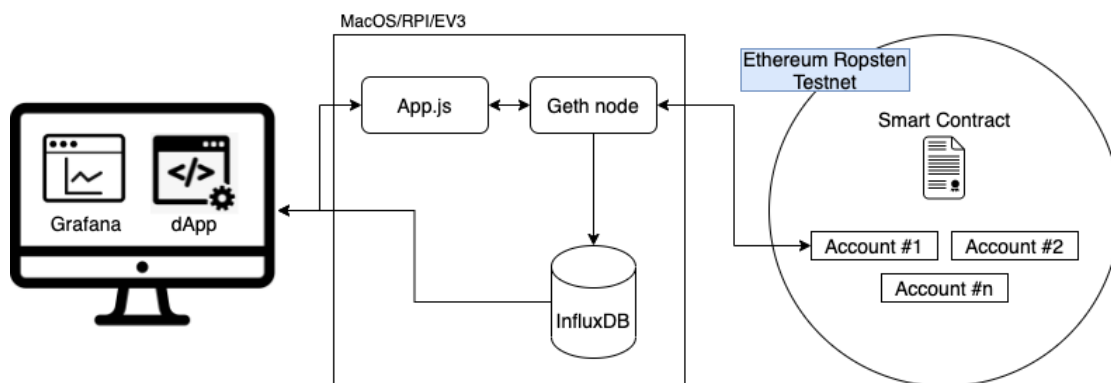 MacOS/RPI/EV3
Ethereum Ropsten
Testnet
App.js
Geth node
Smart Contract
</>
Grafana
dApp
Account #1
Account #2
Account #n
InfluxDB